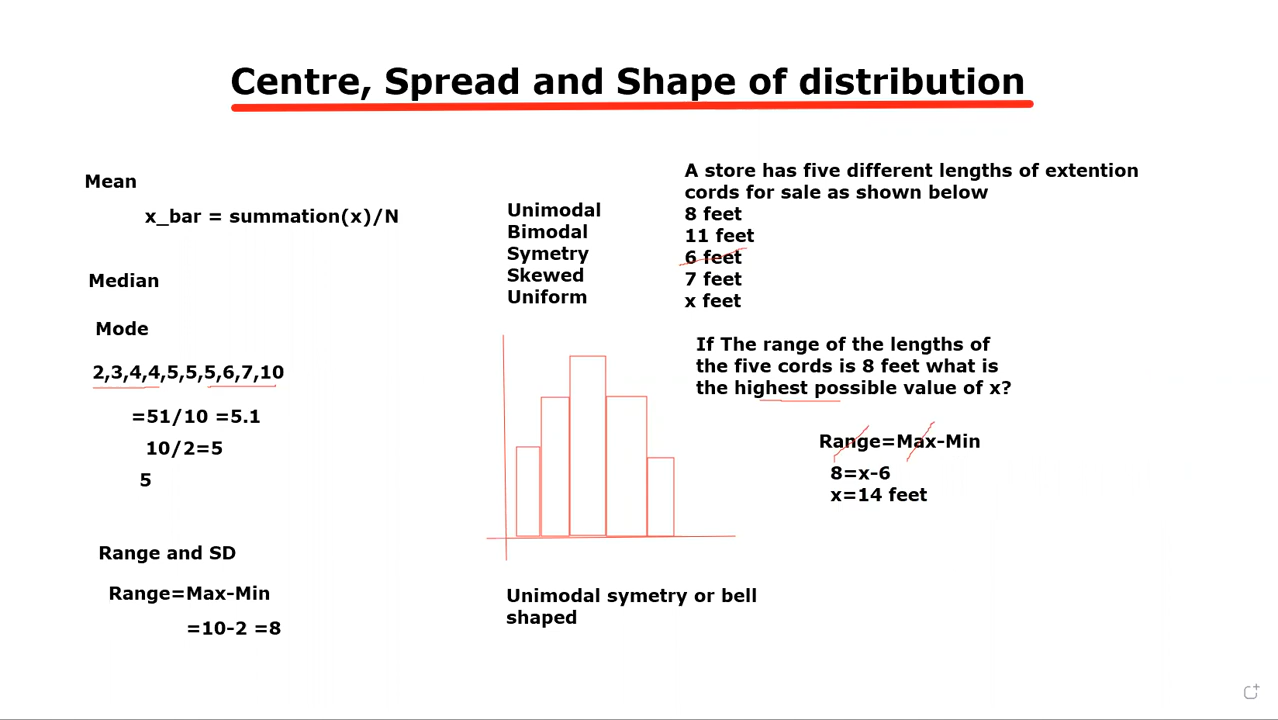 Centre, Spread and Shape of distribution
Mean
x_bar = summation(x)/N
Median
Mode
2,3,4,4,5,5,5,6,7,10
=51/10 =5.1
10/2=5
5
Range and SD
Range=Max-Min
=10-2 =8
Unimodal
Bimodal
Symetry
Skewed
Uniform
Unimodal symetry or bell
shaped
A store has five different lengths of extention
cords for sale as shown below
8 feet
11 feet
6 feet
7 feet
x feet
If The range of the lengths of
the five cords is 8 feet what is
the highest possible value of x?
Range=Max-Min
8=x-6
x=14 feet